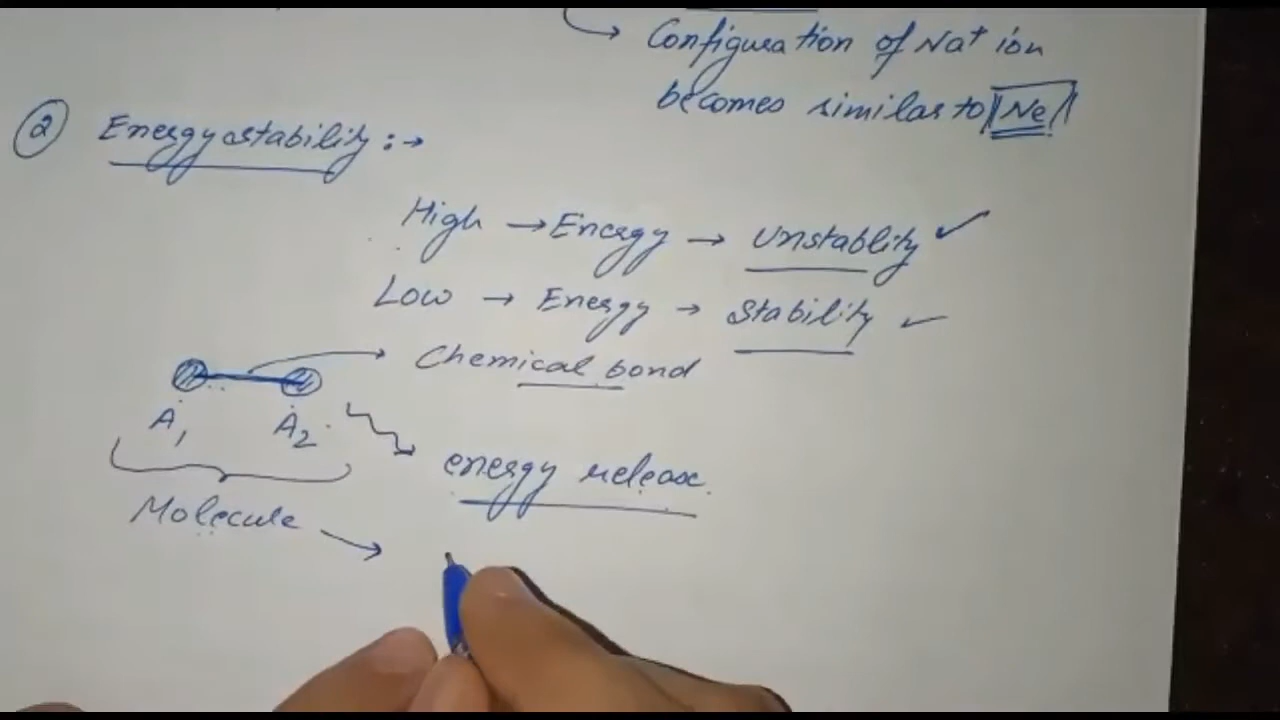 Configuration of Na+ ion
becomes similar to Ne
② Energy stability :→
High → Energy → Unstablity ✓
Low → Energy → Stability ✓
Chemical bond
A1 A2
energy release.
Molecule →